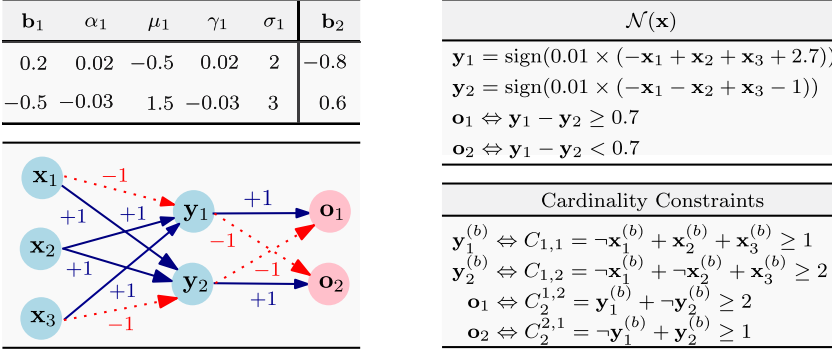 b₁ α₁ μ₁ γ₁ σ₁ b₂
0.2 0.02 −0.5 0.02 2 −0.8
−0.5 −0.03 1.5 −0.03 3 0.6
x₁ −1 y₁ +1 o₁
+1 +1
x₂ −1
+1 −1
y₂ o₂
+1 +1
x₃ −1
𝒩(x)
y₁ = sign(0.01 × (−x₁ + x₂ + x₃ + 2.7))
y₂ = sign(0.01 × (−x₁ − x₂ + x₃ − 1))
o₁ ⇔ y₁ − y₂ ≥ 0.7
o₂ ⇔ y₁ − y₂ < 0.7
Cardinality Constraints
y₁^(b) ⇔ C₁,₁ = ¬x₁^(b) + x₂^(b) + x₃^(b) ≥ 1
y₂^(b) ⇔ C₁,₂ = ¬x₁^(b) + ¬x₂^(b) + x₃^(b) ≥ 2
o₁ ⇔ C₂^1,2 = y₁^(b) + ¬y₂^(b) ≥ 2
o₂ ⇔ C₂^2,1 = ¬y₁^(b) + y₂^(b) ≥ 1